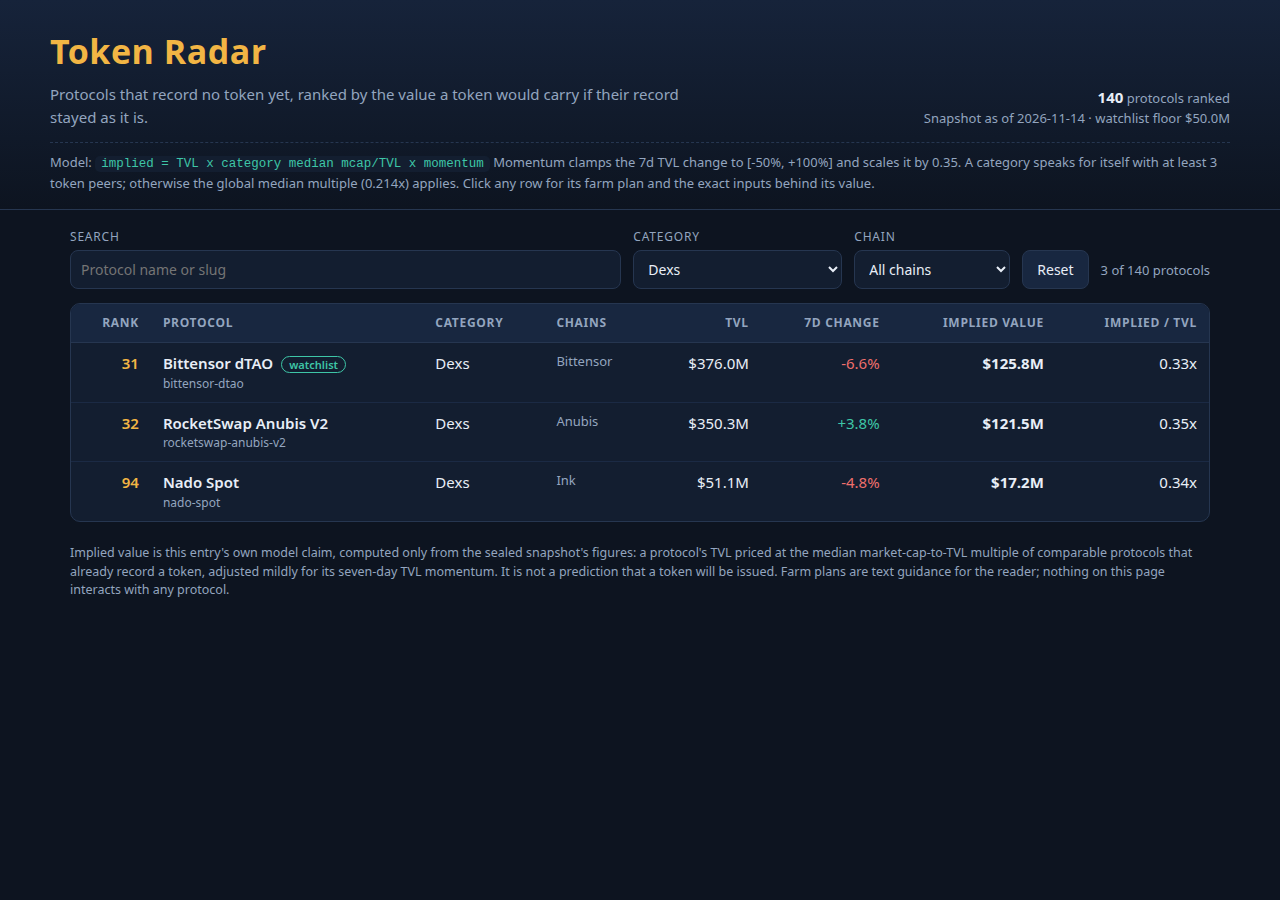 Token Radar
Protocols that record no token yet, ranked by the value a token would carry if their record
stayed as it is.
140 protocols ranked
Snapshot as of 2026-11-14 · watchlist floor $50.0M
Model: implied = TVL x category median mcap/TVL x momentum Momentum clamps the 7d TVL change to [-50%, +100%] and scales it by 0.35. A category speaks for itself with at least 3
token peers; otherwise the global median multiple (0.214x) applies. Click any row for its farm plan and the exact inputs behind its value.
SEARCH CATEGORY CHAIN
Protocol name or slug Dexs All chains Reset 3 of 140 protocols
RANK PROTOCOL CATEGORY CHAINS TVL 7D CHANGE IMPLIED VALUE IMPLIED / TVL
31 Bittensor dTAO watchlist Dexs Bittensor $376.0M -6.6% $125.8M 0.33x
bittensor-dtao
32 RocketSwap Anubis V2 Dexs Anubis $350.3M +3.8% $121.5M 0.35x
rocketswap-anubis-v2
94 Nado Spot Dexs Ink $51.1M -4.8% $17.2M 0.34x
nado-spot
Implied value is this entry's own model claim, computed only from the sealed snapshot's figures: a protocol's TVL priced at the median market-cap-to-TVL multiple of comparable protocols that
already record a token, adjusted mildly for its seven-day TVL momentum. It is not a prediction that a token will be issued. Farm plans are text guidance for the reader; nothing on this page
interacts with any protocol.